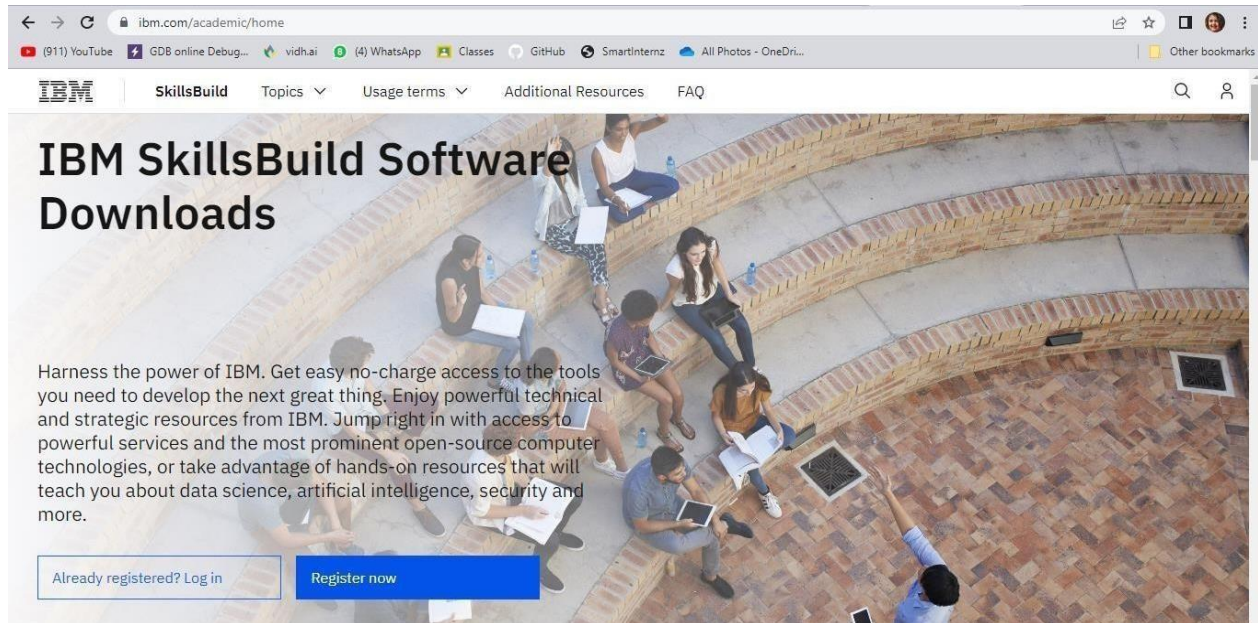 ibm.com/academic/home
(911) YouTube GDB online Debug... vidh.ai (4) WhatsApp Classes GitHub SmartInternz All Photos - OneDri... Other bookmarks
IBM SkillsBuild Topics Usage terms Additional Resources FAQ
IBM SkillsBuild Software
Downloads
Harness the power of IBM. Get easy no-charge access to the tools
you need to develop the next great thing. Enjoy powerful technical
and strategic resources from IBM. Jump right in with access to
powerful services and the most prominent open-source computer
technologies, or take advantage of hands-on resources that will
teach you about data science, artificial intelligence, security and
more.
Already registered? Log in Register now